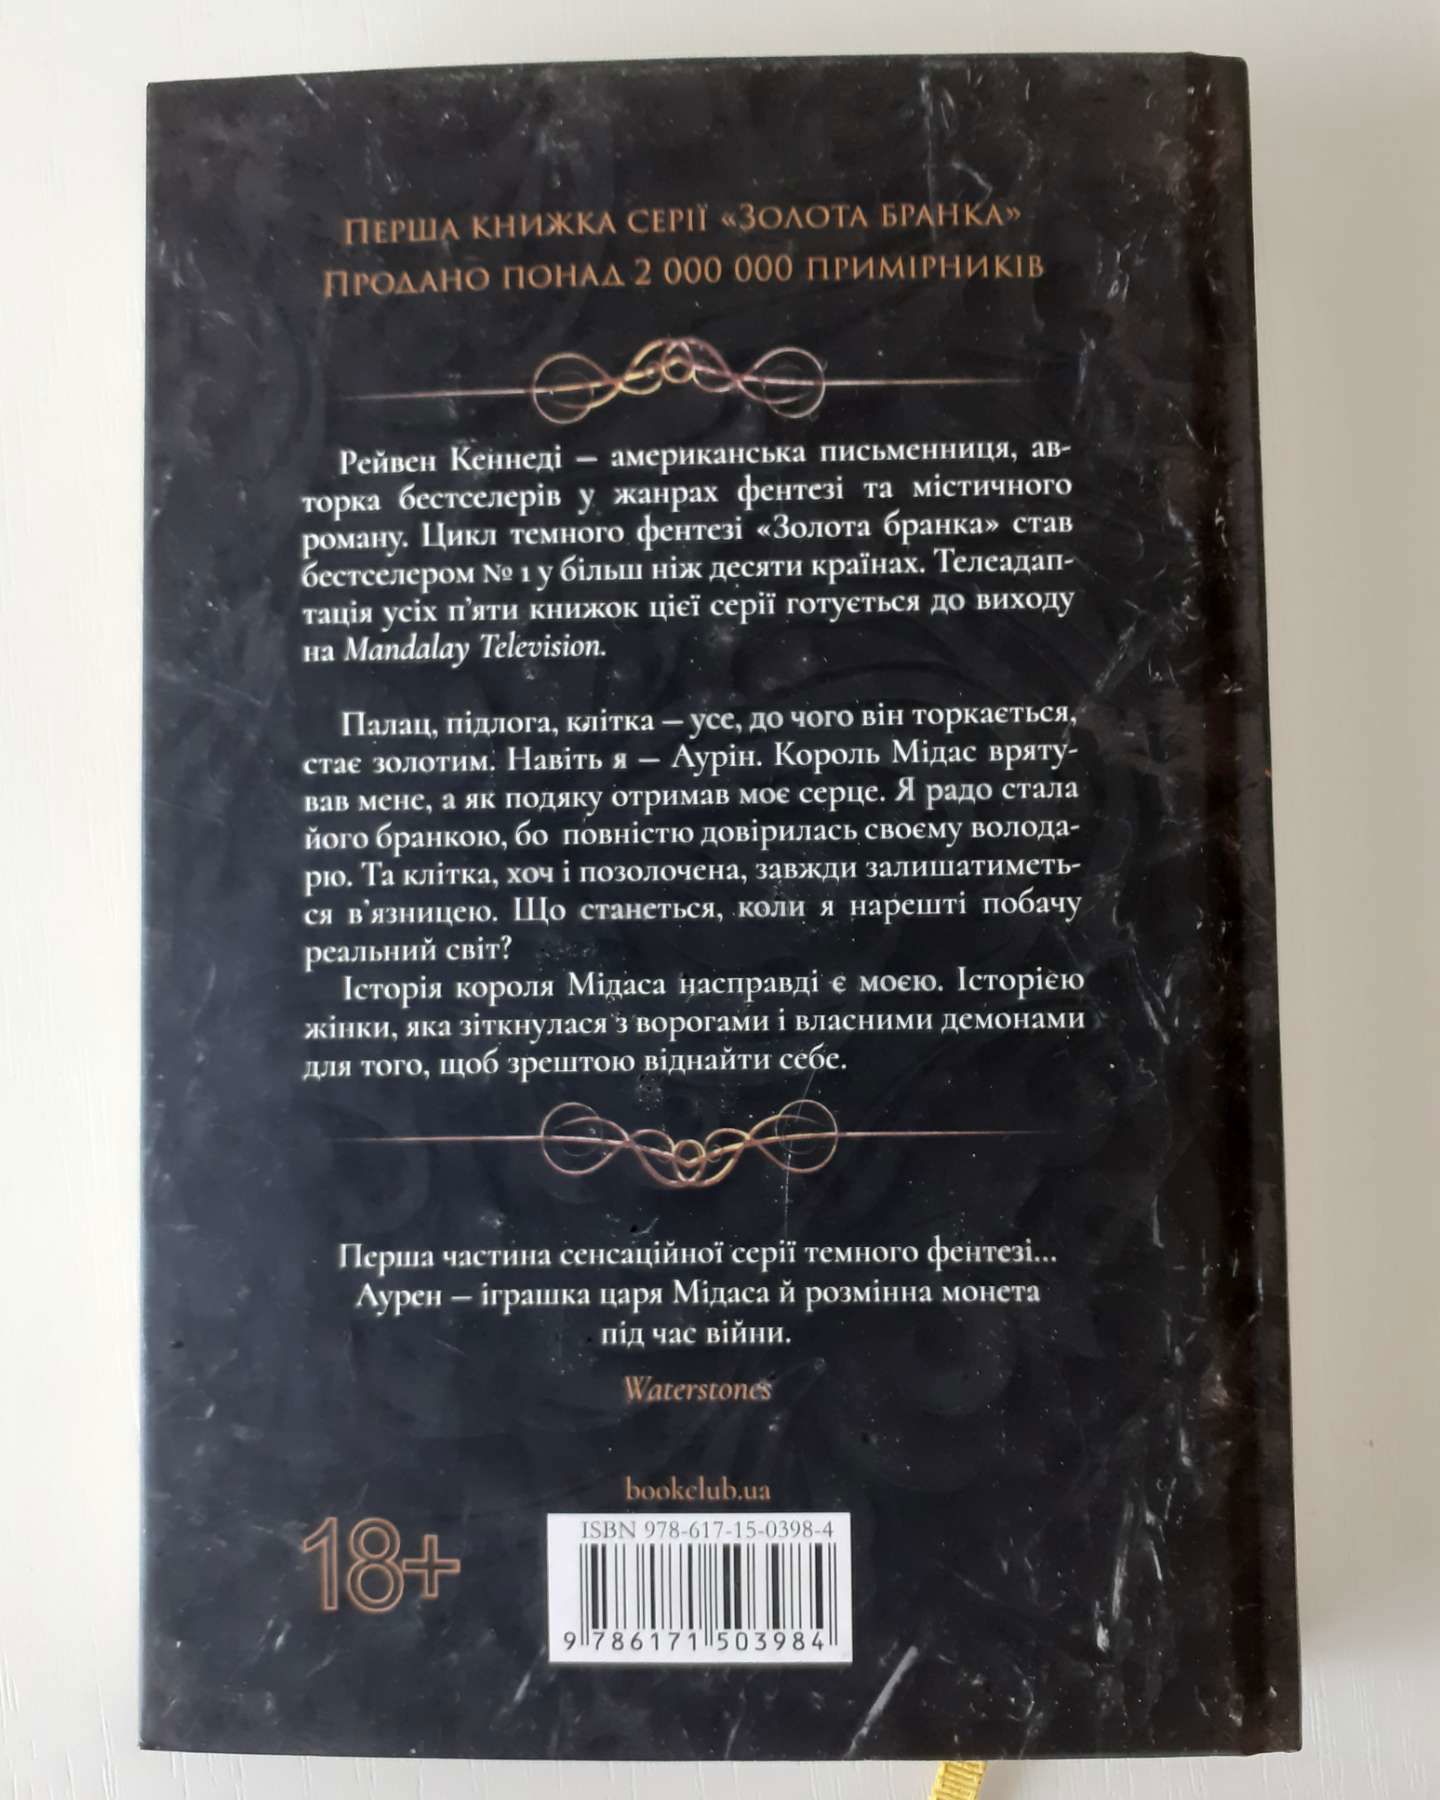 Перша книжка серії «Золота бранка»
Продано понад 2 000 000 примірників
Рейвен Кеннеді — американська письменниця, ав-
торка бестселерів у жанрах фентезі та містичного
роману. Цикл темного фентезі «Золота бранка» став
бестселером № 1 у більш ніж десяти країнах. Телеадап-
тація усіх п’яти книжок цієї серії готується до виходу
на Mandalay Television.
Палац, підлога, клітка — усе, до чого він торкається,
стає золотим. Навіть я — Аурін. Король Мідас вряту-
вав мене, а як подяку отримав моє серце. Я радо стала
його бранкою, бо повністю довірилась своєму волода-
рю. Та клітка, хоч і позолочена, завжди залишатиметь-
ся в’язницею. Що станеться, коли я нарешті побачу
реальний світ?
Історія короля Мідаса насправді є моєю. Історією
жінки, яка зіткнулася з ворогами і власними демонами
для того, щоб зрештою віднайти себе.
Перша частина сенсаційної серії темного фентезі...
Аурен — іграшка царя Мідаса й розмінна монета
під час війни.
Waterstones
bookclub.ua
18+
ISBN 978-617-15-0398-4
9 786171 503984